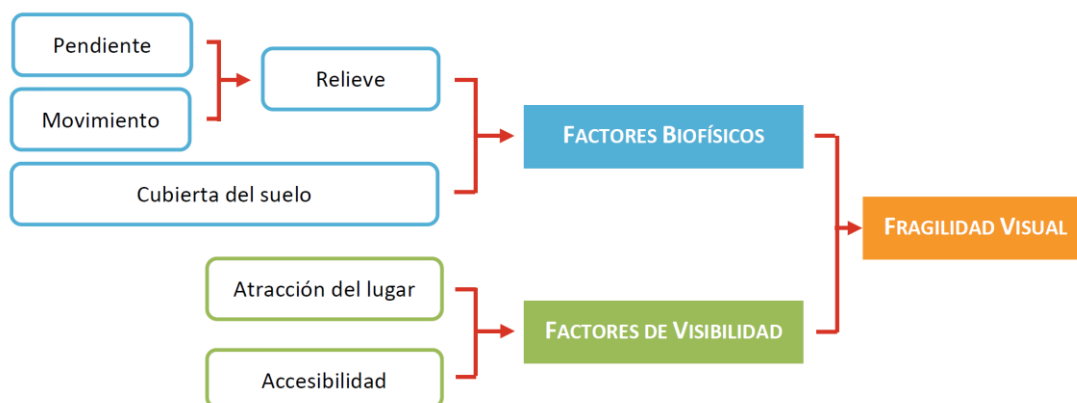 Pendiente
Movimiento
Relieve
Cubierta del suelo
FACTORES BIOFÍSICOS
Atracción del lugar
Accesibilidad
FACTORES DE VISIBILIDAD
FRAGILIDAD VISUAL